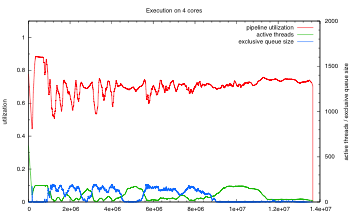 Execution on 4 cores
pipeline utilization
active threads
exclusive queue size
utilization
active threads / exclusive queue size
1
0.8
0.6
0.4
0.2
0
2000
1500
1000
500
0
0 2e+06 4e+06 6e+06 8e+06 1e+07 1.2e+07 1.4e+07